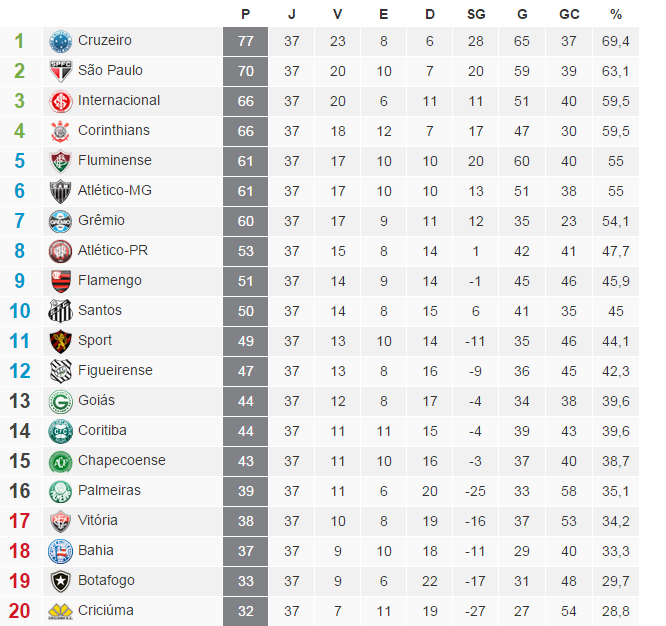 P J V E D SG G GC %
1 Cruzeiro 77 37 23 8 6 28 65 37 69,4
2 São Paulo 70 37 20 10 7 20 59 39 63,1
3 Internacional 66 37 20 6 11 11 51 40 59,5
4 Corinthians 66 37 18 12 7 17 47 30 59,5
5 Fluminense 61 37 17 10 10 20 60 40 55
6 Atlético-MG 61 37 17 10 10 13 51 38 55
7 Grêmio 60 37 17 9 11 12 35 23 54,1
8 Atlético-PR 53 37 15 8 14 1 42 41 47,7
9 Flamengo 51 37 14 9 14 -1 45 46 45,9
10 Santos 50 37 14 8 15 6 41 35 45
11 Sport 49 37 13 10 14 -11 35 46 44,1
12 Figueirense 47 37 13 8 16 -9 36 45 42,3
13 Goiás 44 37 12 8 17 -4 34 38 39,6
14 Coritiba 44 37 11 11 15 -4 39 43 39,6
15 Chapecoense 43 37 11 10 16 -3 37 40 38,7
16 Palmeiras 39 37 11 6 20 -25 33 58 35,1
17 Vitória 38 37 10 8 19 -16 37 53 34,2
18 Bahia 37 37 9 10 18 -11 29 40 33,3
19 Botafogo 33 37 9 6 22 -17 31 48 29,7
20 Criciúma 32 37 7 11 19 -27 27 54 28,8